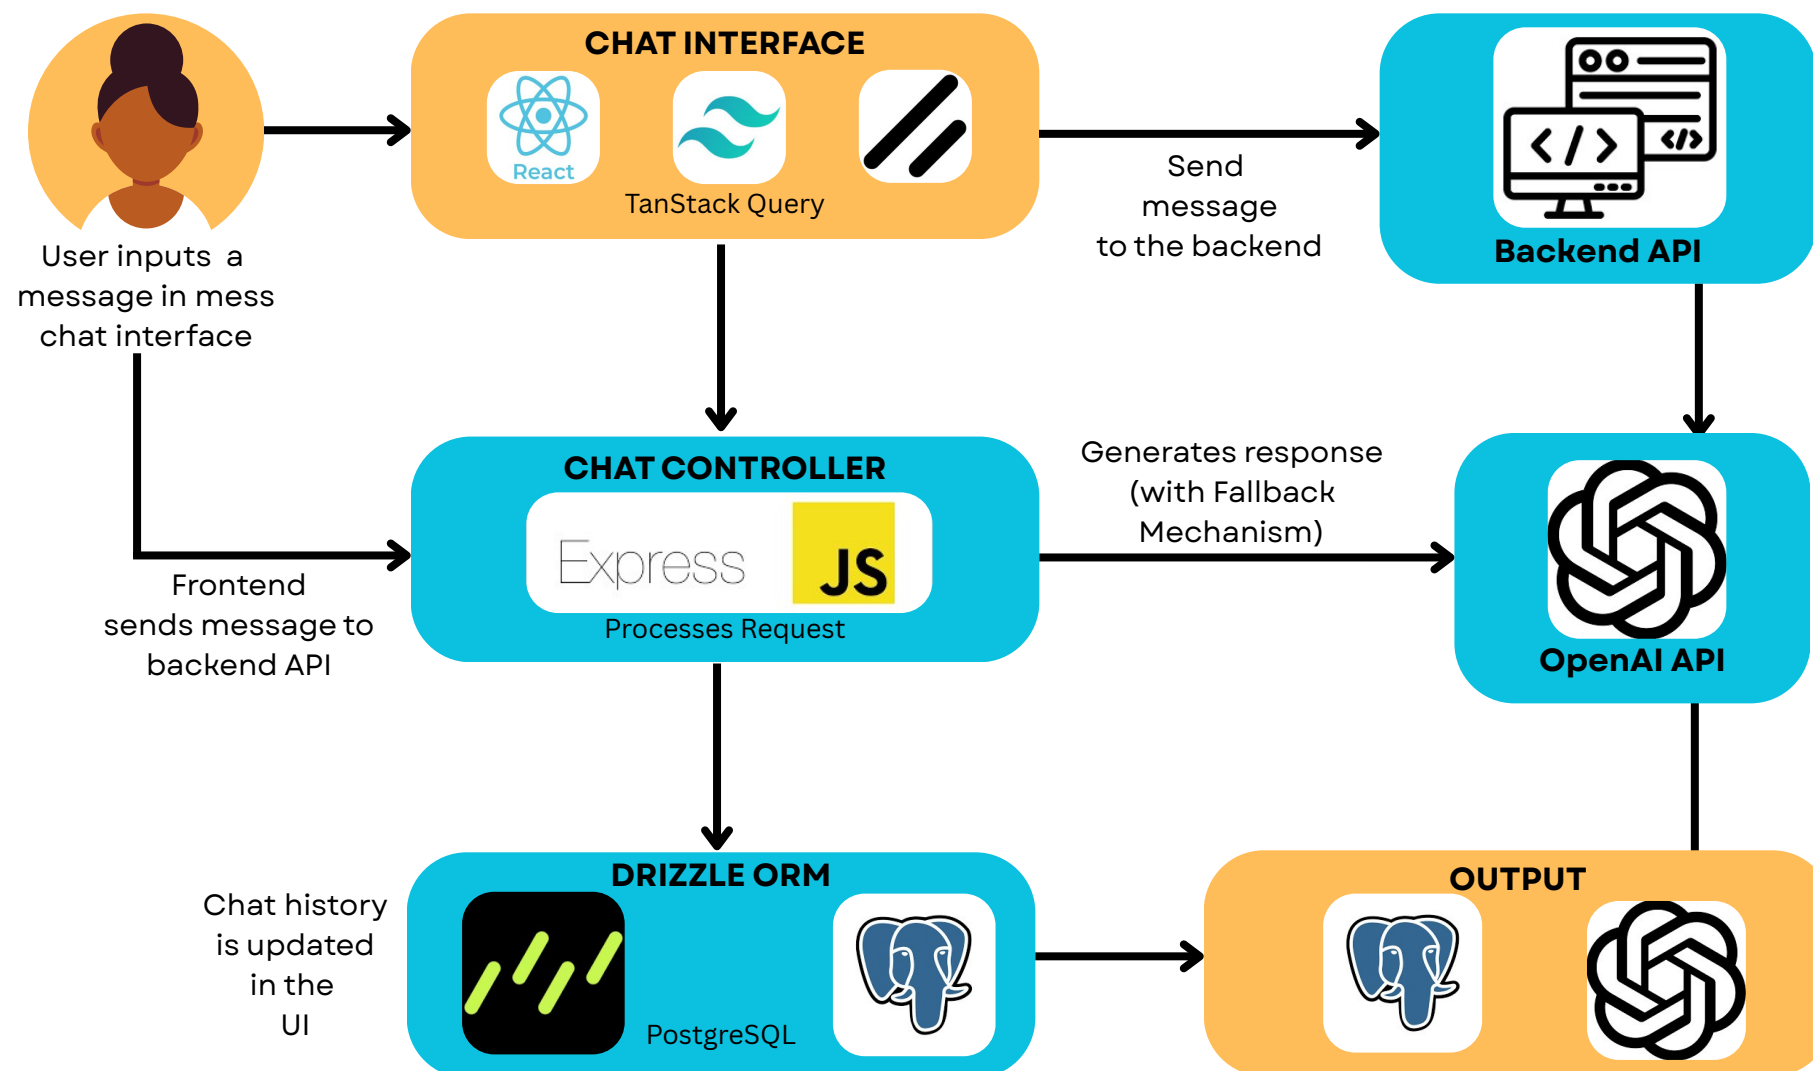 CHAT INTERFACE
React
TanStack Query
Send
message
to the backend
Backend API
User inputs a
message in mess
chat interface
CHAT CONTROLLER
Express
JS
Processes Request
Generates response
(with Fallback
Mechanism)
OpenAI API
Frontend
sends message to
backend API
DRIZZLE ORM
PostgreSQL
Chat history
is updated
in the
UI
OUTPUT